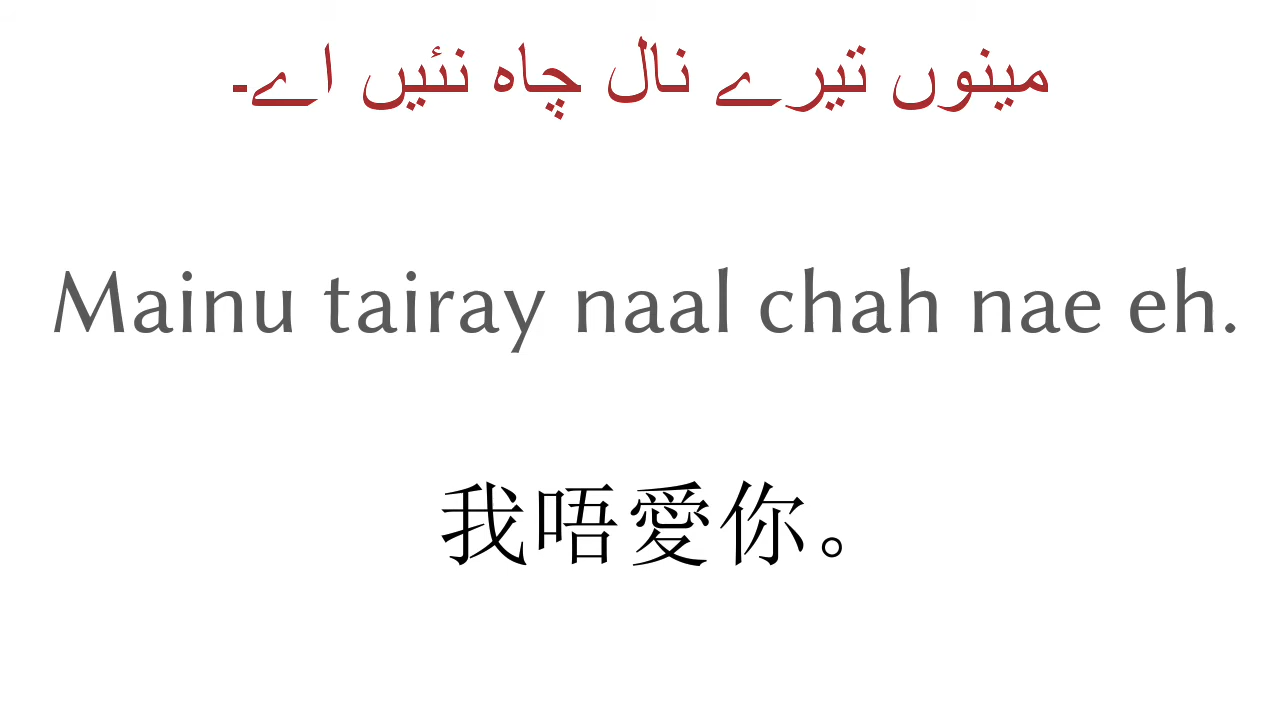 مینوں تیرے نال چاہ نئیں اے۔
Mainu tairay naal chah nae eh.
我唔愛你。